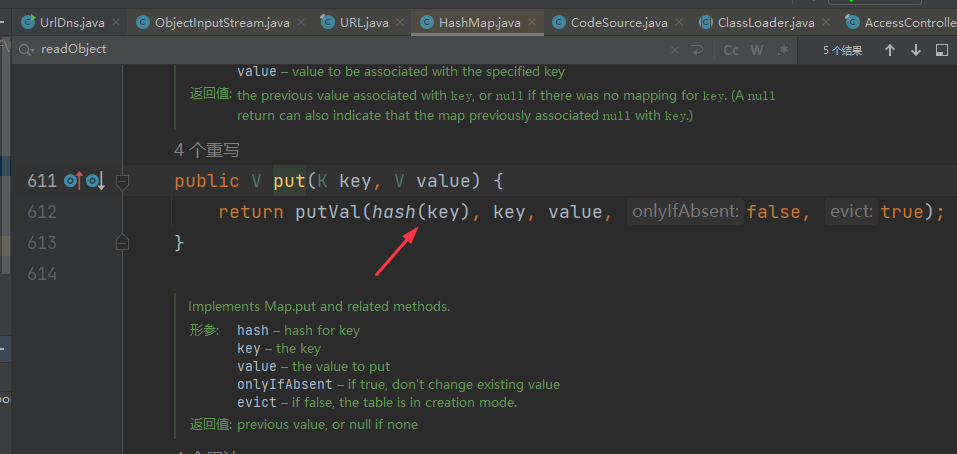 UrlDns.java ObjectInputStream.java URL.java HashMap.java CodeSource.java ClassLoader.java AccessControlle
readObject Cc W .* 5 个结果
value – value to be associated with the specified key
返回值: the previous value associated with key, or null if there was no mapping for key. (A null
return can also indicate that the map previously associated null with key.)
4 个重写
611 public V put(K key, V value) {
612 return putVal(hash(key), key, value, onlyIfAbsent: false, evict: true);
613 }
614
Implements Map.put and related methods.
形参: hash – hash for key
key – the key
value – the value to put
onlyIfAbsent – if true, don't change existing value
evict – if false, the table is in creation mode.
返回值: previous value, or null if none